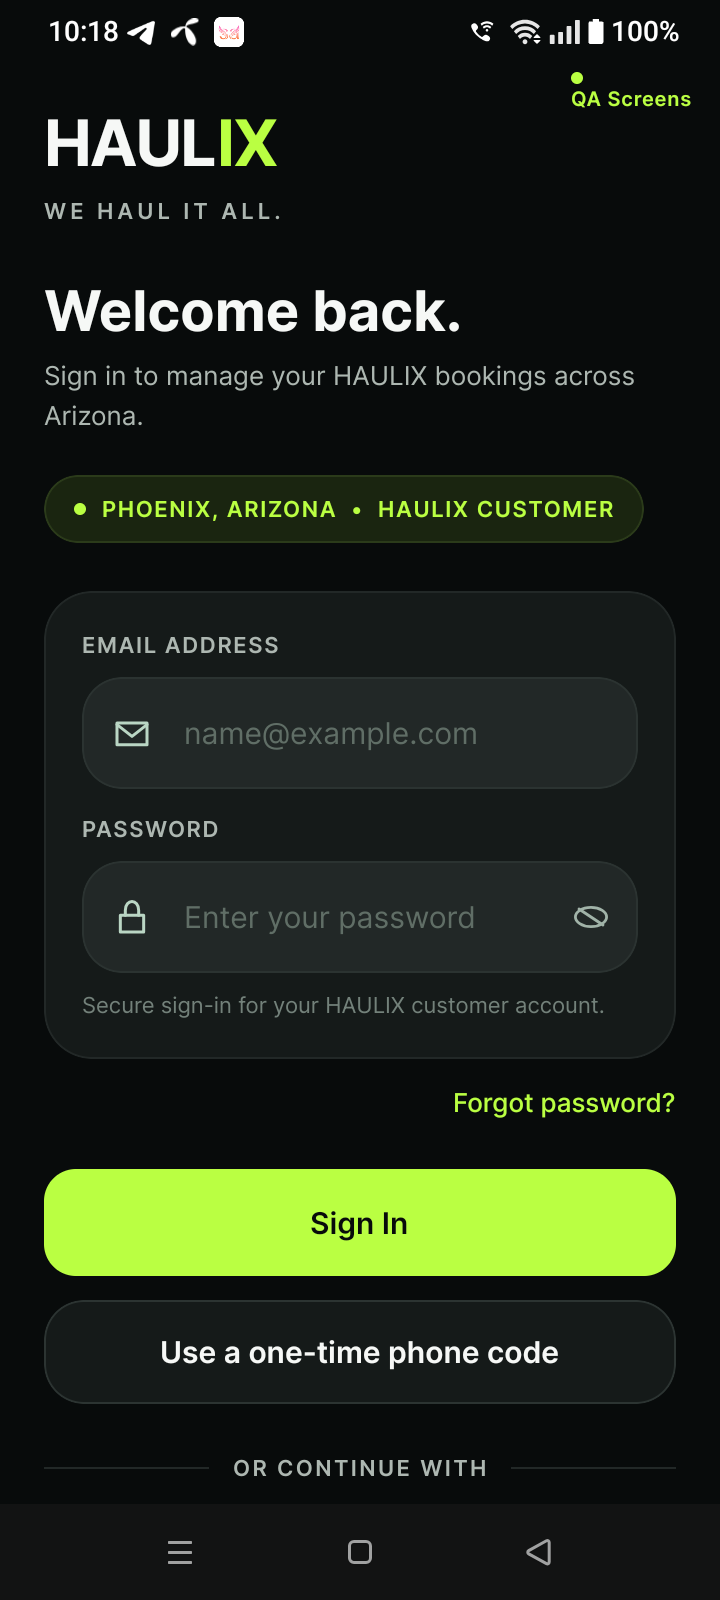 10:18
100%
QA Screens
HAULIX
WE HAUL IT ALL.
Welcome back.
Sign in to manage your HAULIX bookings across
Arizona.
PHOENIX, ARIZONA • HAULIX CUSTOMER
EMAIL ADDRESS
name@example.com
PASSWORD
Enter your password
Secure sign-in for your HAULIX customer account.
Forgot password?
Sign In
Use a one-time phone code
OR CONTINUE WITH